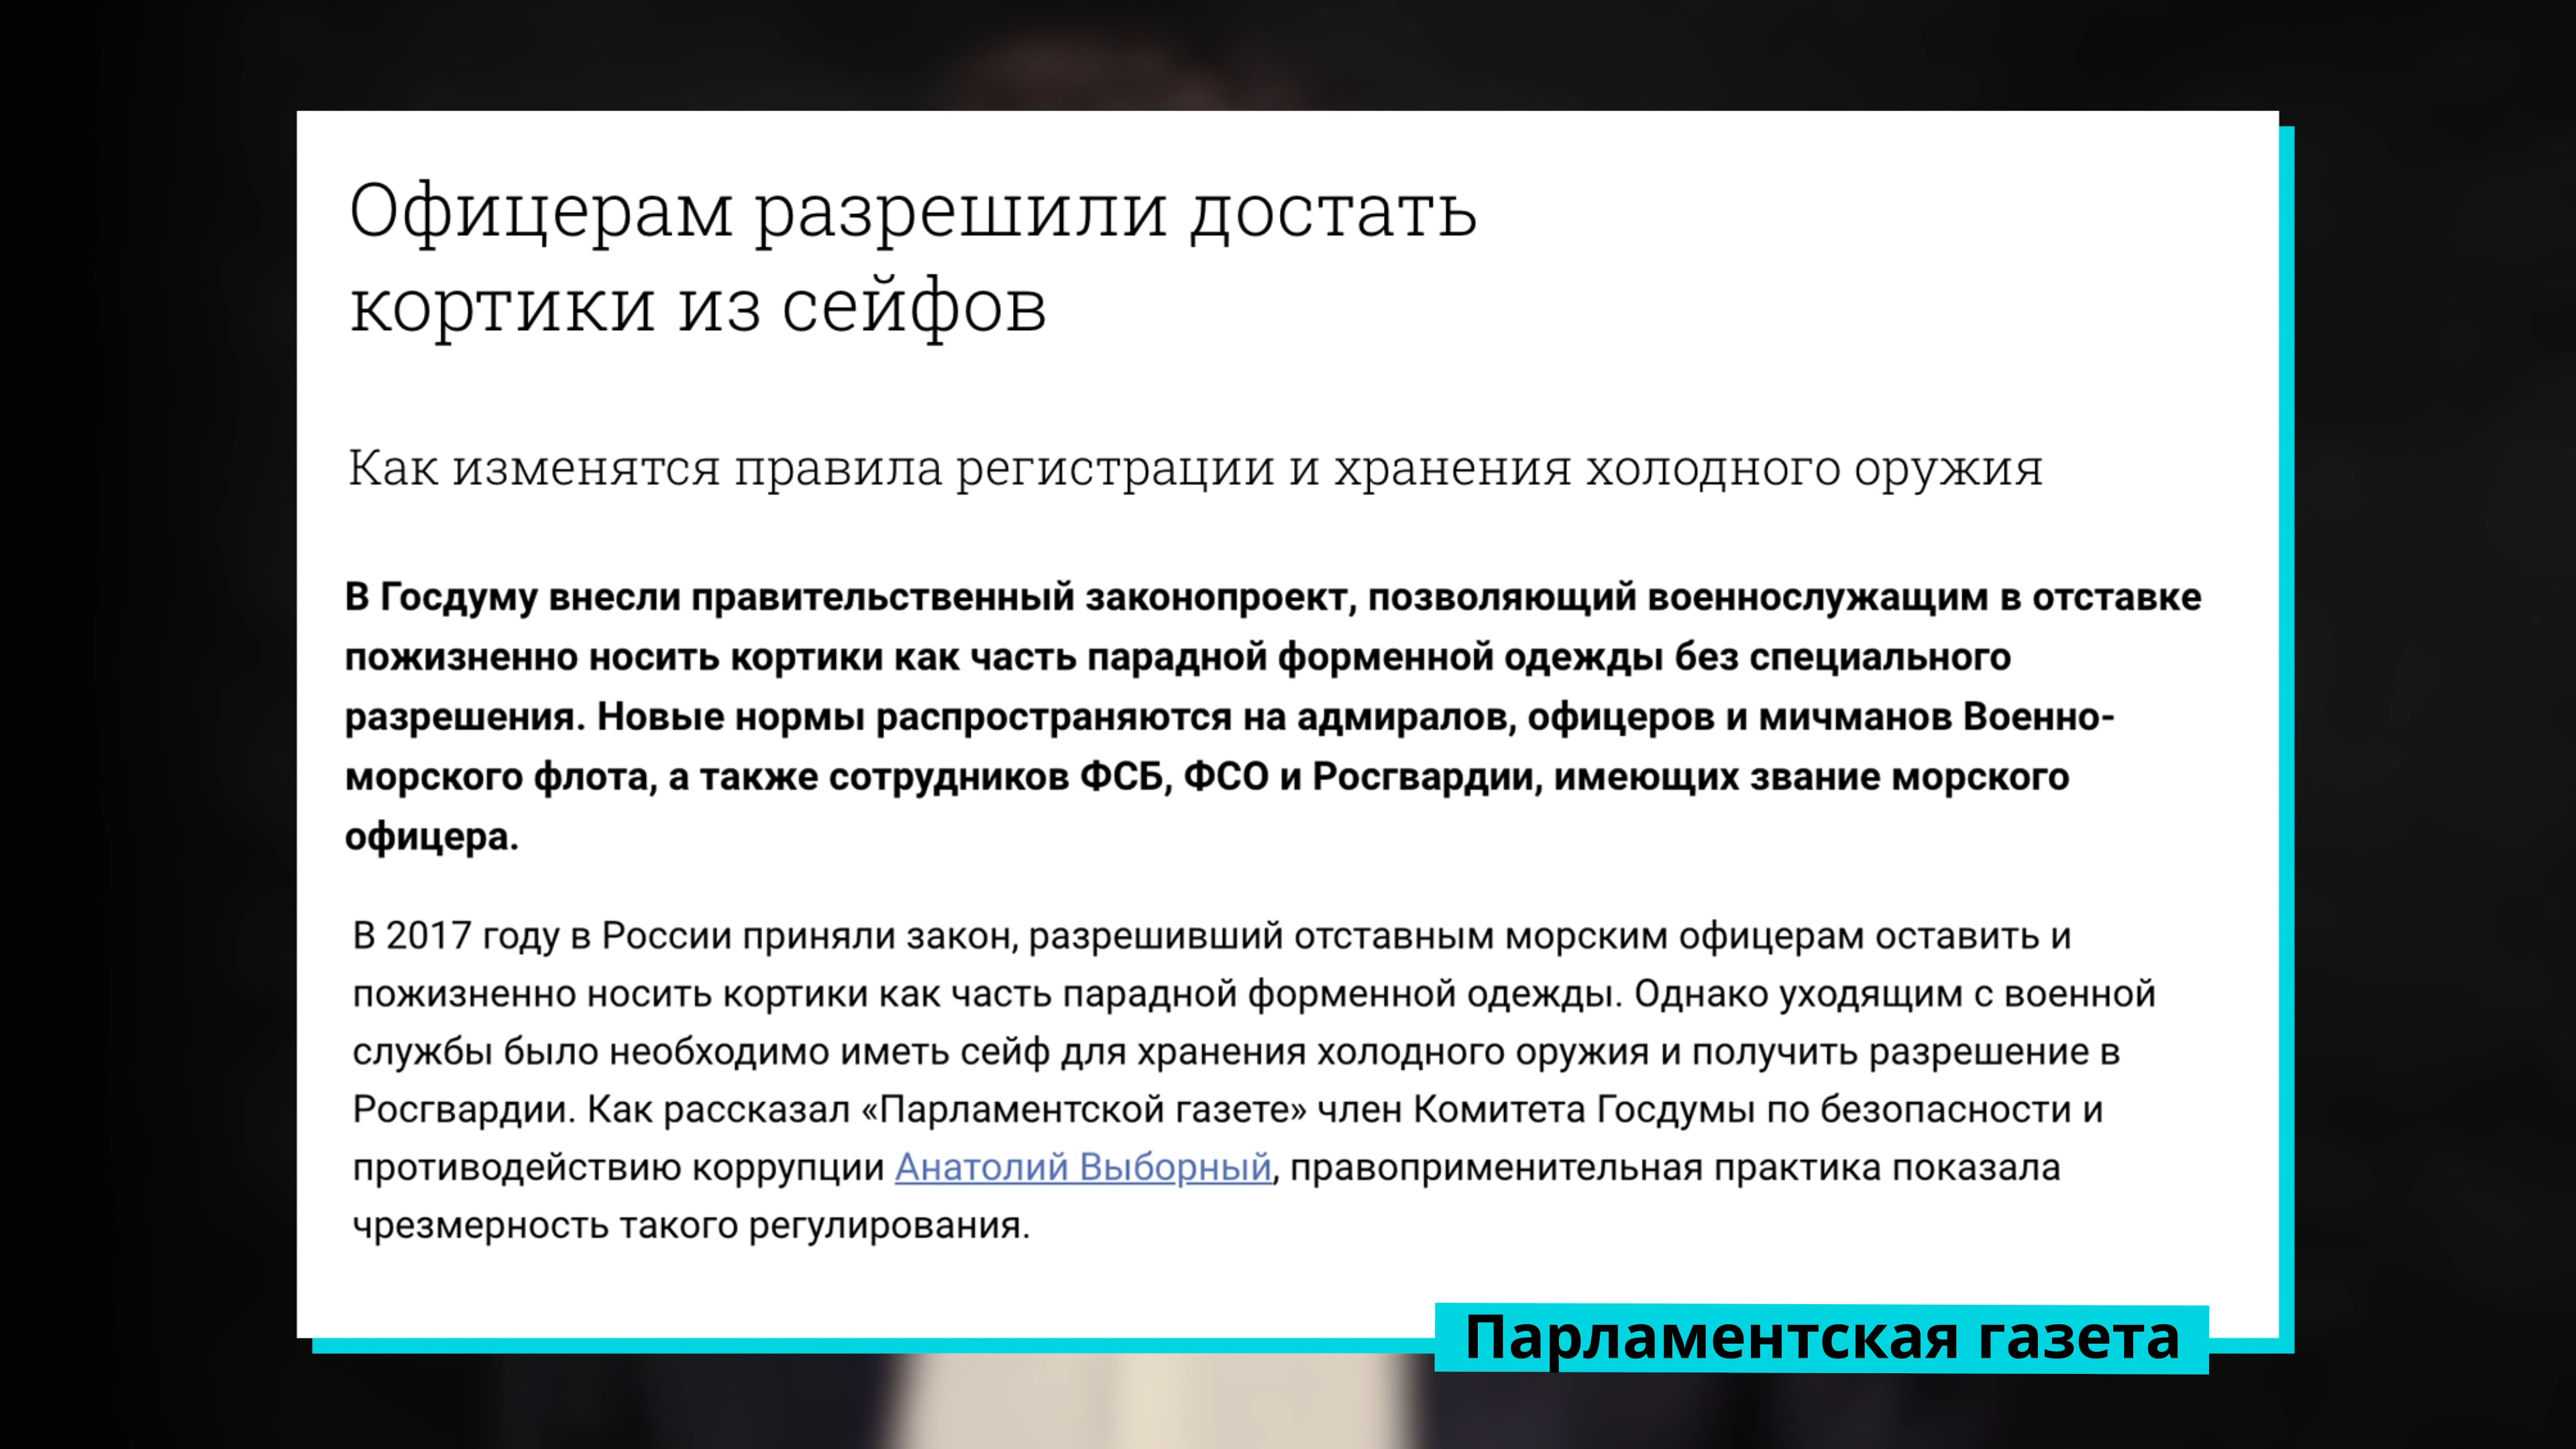 Офицерам разрешили достать
кортики из сейфов
Как изменятся правила регистрации и хранения холодного оружия
В Госдуму внесли правительственный законопроект, позволяющий военнослужащим в отставке
пожизненно носить кортики как часть парадной форменной одежды без специального
разрешения. Новые нормы распространяются на адмиралов, офицеров и мичманов Военно-
морского флота, а также сотрудников ФСБ, ФСО и Росгвардии, имеющих звание морского
офицера.
В 2017 году в России приняли закон, разрешивший отставным морским офицерам оставить и
пожизненно носить кортики как часть парадной форменной одежды. Однако уходящим с военной
службы было необходимо иметь сейф для хранения холодного оружия и получить разрешение в
Росгвардии. Как рассказал «Парламентской газете» член Комитета Госдумы по безопасности и
противодействию коррупции Анатолий Выборный, правоприменительная практика показала
чрезмерность такого регулирования.
Парламентская газета